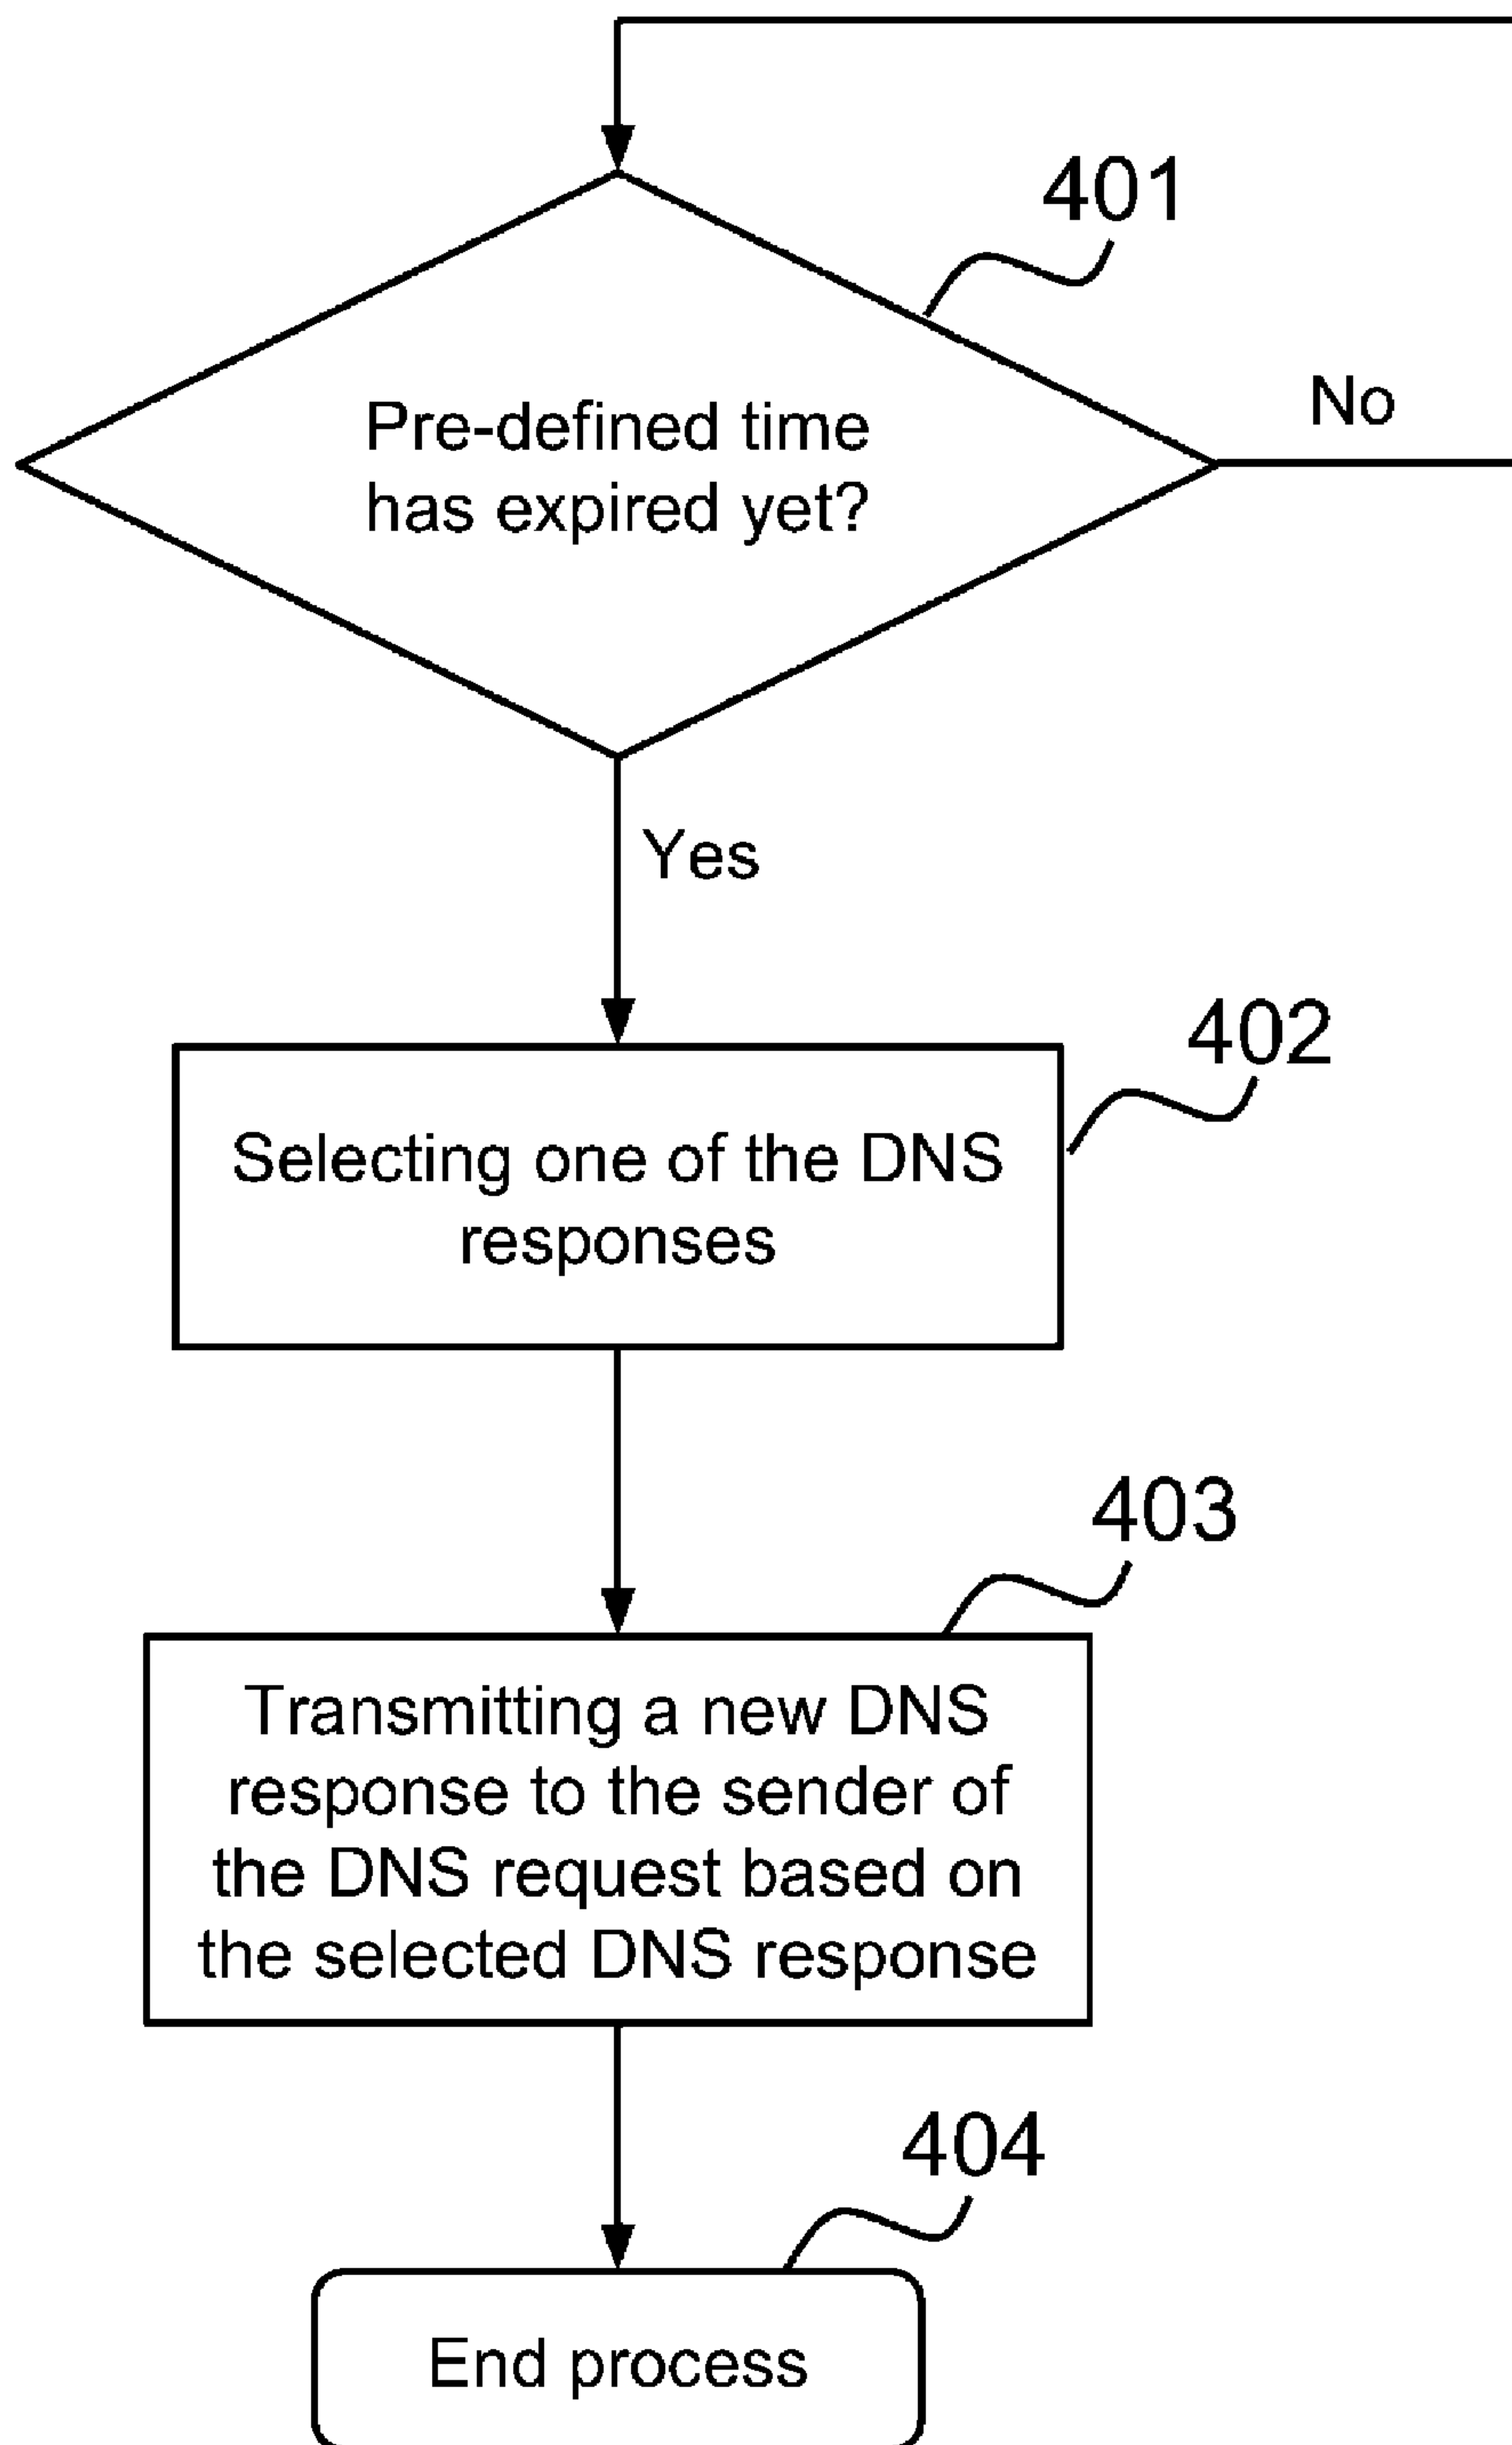 401
No
Pre-defined time
has expired yet?
Yes
402
Selecting one of the DNS
responses
403
Transmitting a new DNS
response to the sender of
the DNS request based on
the selected DNS response
404
End process